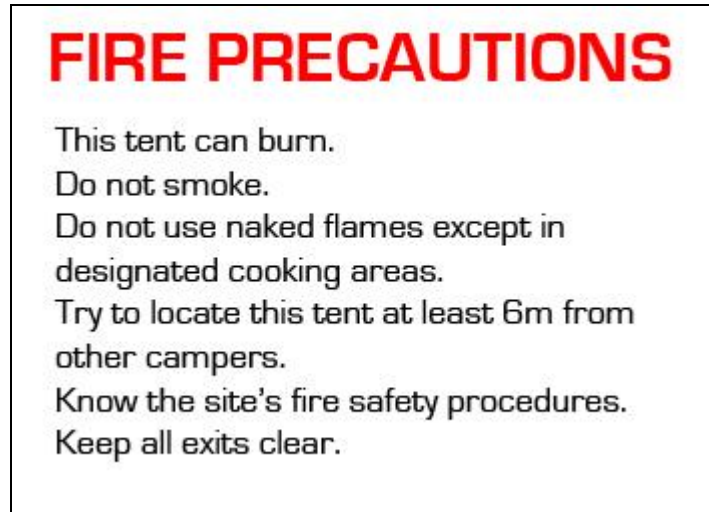 FIRE PRECAUTIONS
This tent can burn.
Do not smoke.
Do not use naked flames except in
designated cooking areas.
Try to locate this tent at least 6m from
other campers.
Know the site's fire safety procedures.
Keep all exits clear.